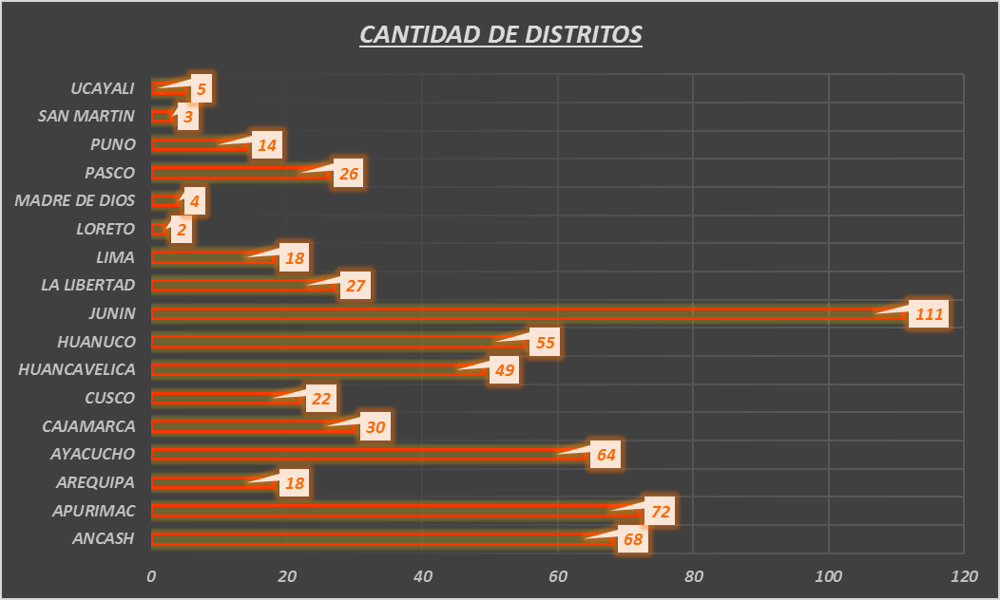 CANTIDAD DE DISTRITOS
UCAYALI 5
SAN MARTIN 3
PUNO 14
PASCO 26
MADRE DE DIOS 4
LORETO 2
LIMA 18
LA LIBERTAD 27
JUNIN 111
HUANUCO 55
HUANCAVELICA 49
CUSCO 22
CAJAMARCA 30
AYACUCHO 64
AREQUIPA 18
APURIMAC 72
ANCASH 68
0 20 40 60 80 100 120